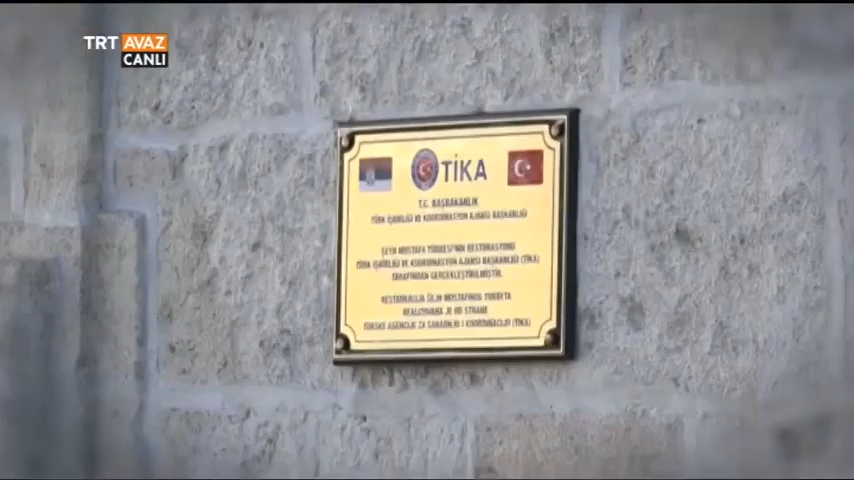 TRT AVAZ
CANLI
TİKA
T.C. BAŞBAKANLIK
TÜRK İŞBİRLİĞİ VE KOORDİNASYON AJANSI BAŞKANLIĞI
ŞEYH MUSTAFA TÜRBESİ'NİN RESTORASYONU
TÜRK İŞBİRLİĞİ VE KOORDİNASYON AJANSI BAŞKANLIĞI (TİKA)
TARAFINDAN GERÇEKLEŞTİRİLMİŞTİR.
RESTAURACIJA ŠEJH MUSTAFINOG TURBETA
REALIZOVANA JE OD STRANE
TURSKE AGENCIJE ZA SARADNJU I KOORDINACIJU (TIKA)